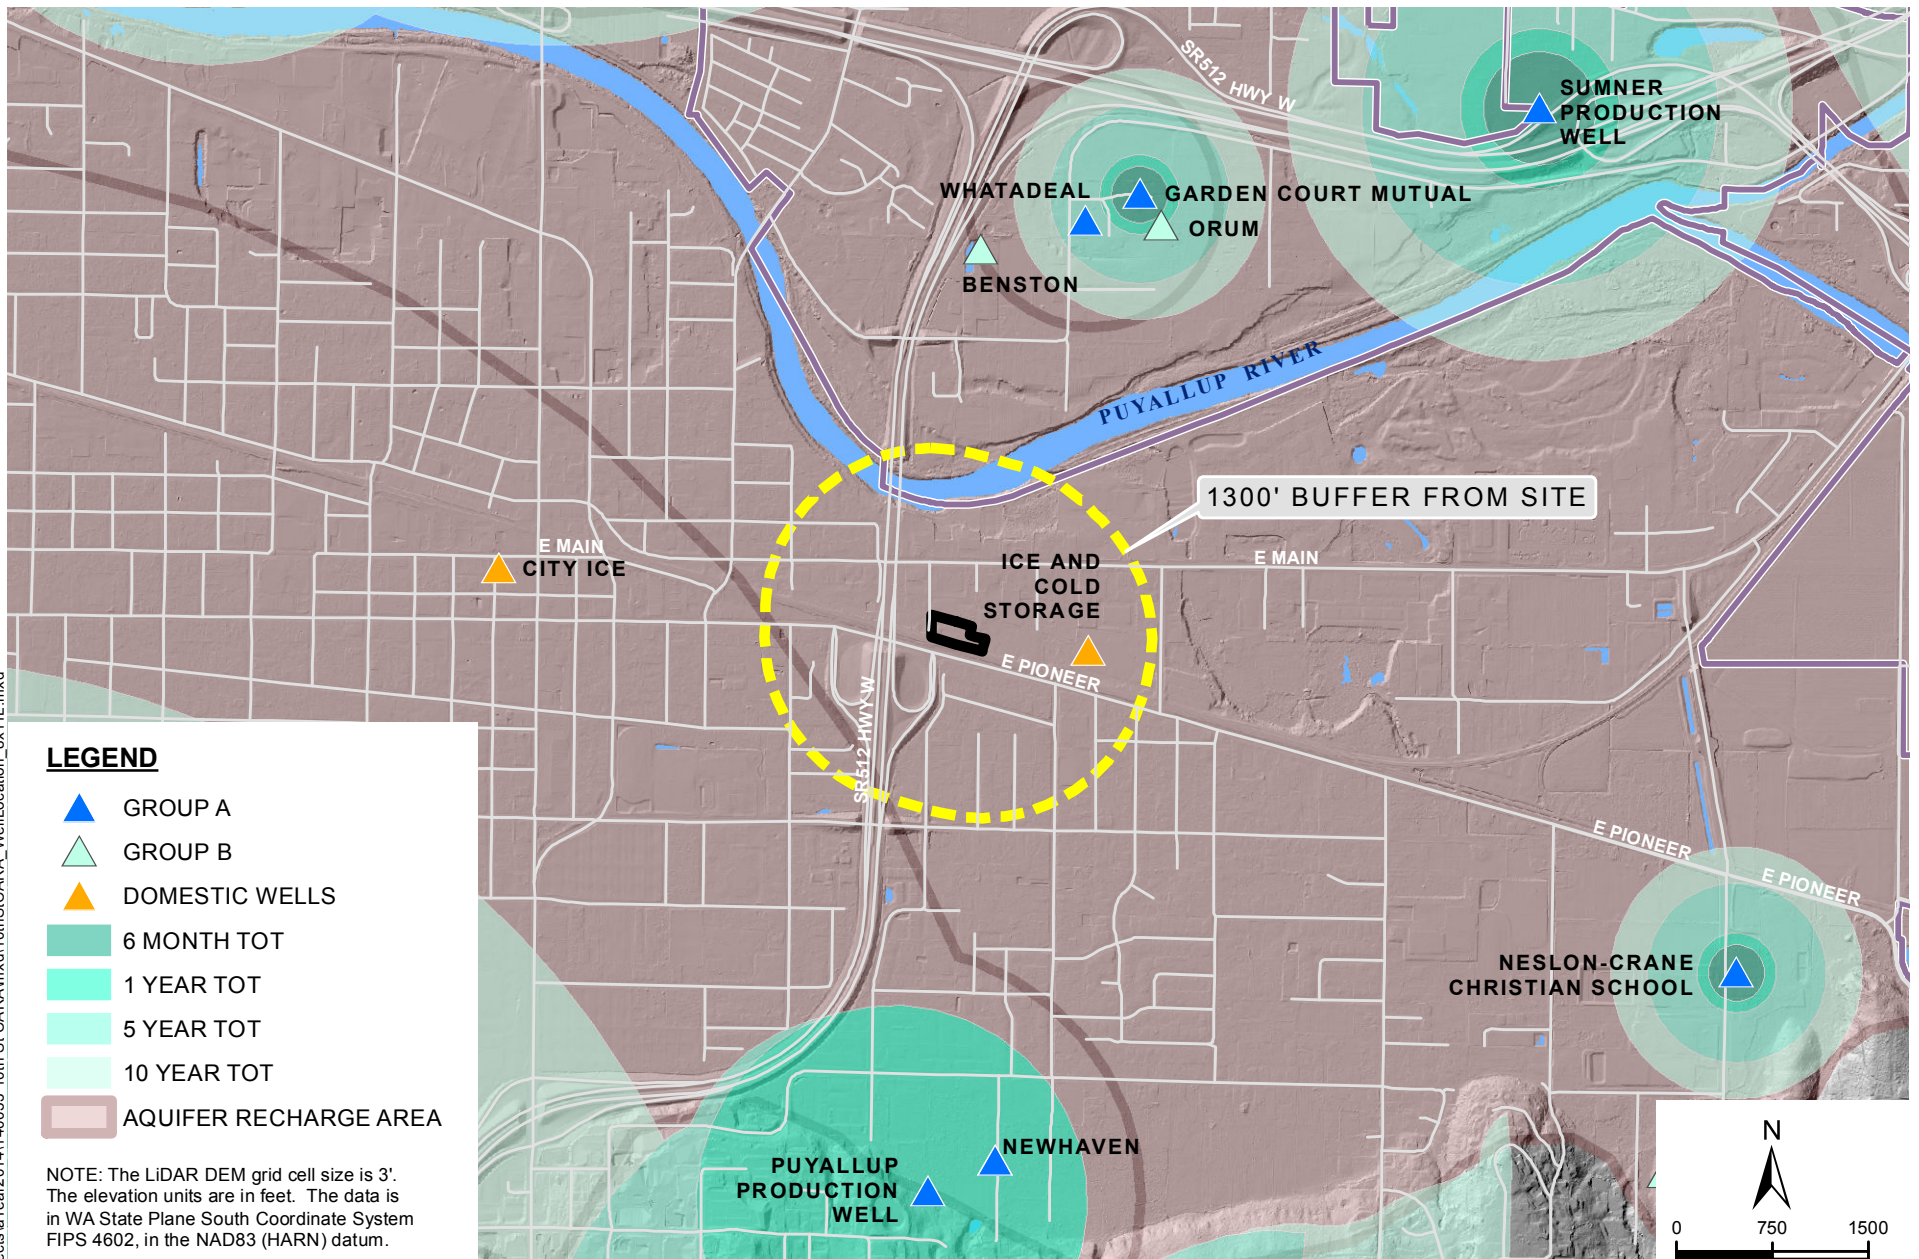 SR512 HWY W
SUMNER
PRODUCTION
WELL
WHATADEAL
GARDEN COURT MUTUAL
ORUM
BENSTON
PUYALLUP RIVER
1300' BUFFER FROM SITE
E MAIN
CITY ICE
ICE AND
COLD
STORAGE
E MAIN
E PIONEER
SR512 HWY W
E PIONEER
E PIONEER
NESLON-CRANE
CHRISTIAN SCHOOL
NEWHAVEN
PUYALLUP
PRODUCTION
WELL
LEGEND
GROUP A
GROUP B
DOMESTIC WELLS
6 MONTH TOT
1 YEAR TOT
5 YEAR TOT
10 YEAR TOT
AQUIFER RECHARGE AREA
NOTE: The LiDAR DEM grid cell size is 3'.
The elevation units are in feet. The data is
in WA State Plane South Coordinate System
FIPS 4602, in the NAD83 (HARN) datum.
N
0 750 1500